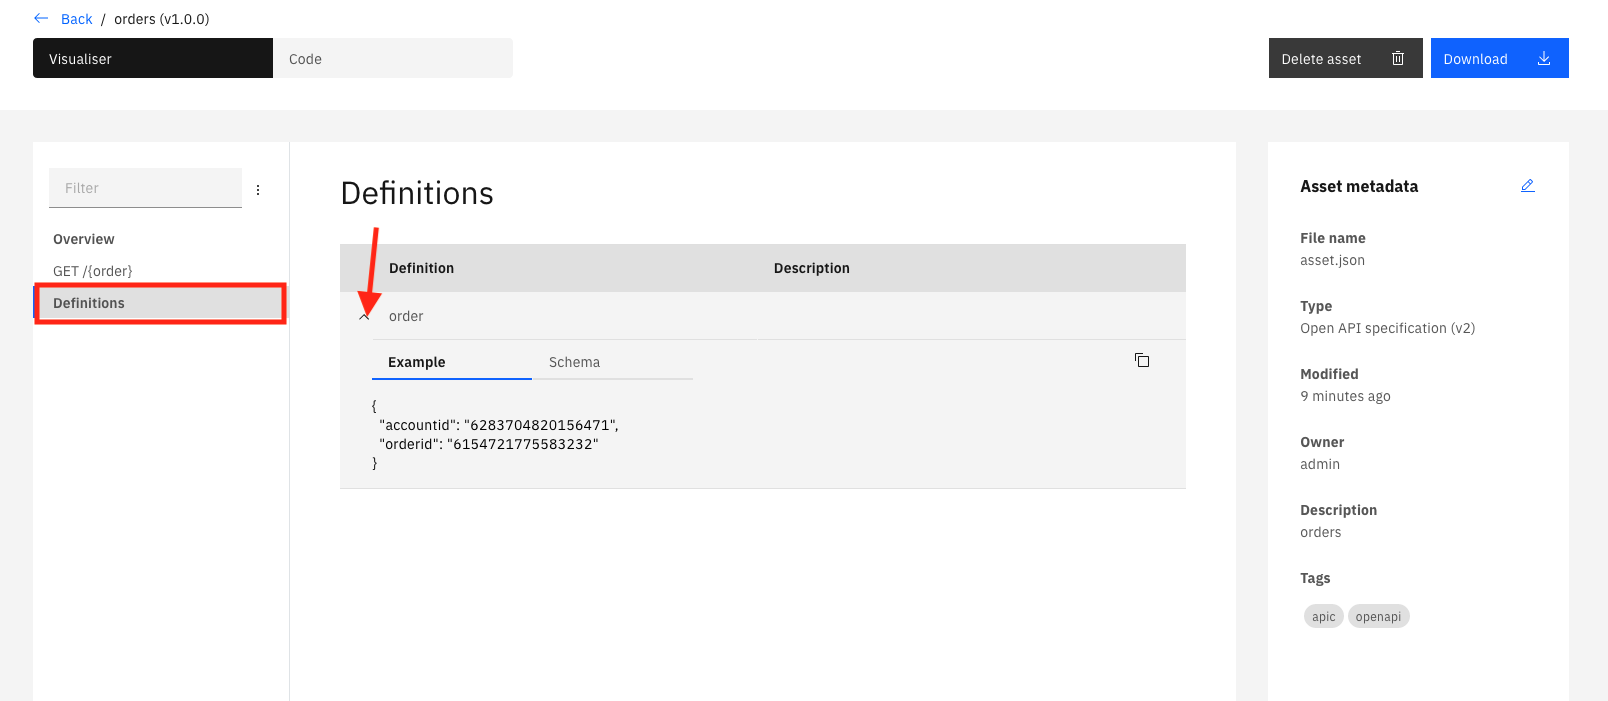 Back / orders (v1.0.0)
Visualiser
Code
Delete asset
Download
Filter
Overview
GET /{order}
Definitions
Definitions
Definition Description
order
Example Schema
{
"accountid": "6283704820156471",
"orderid": "6154721775583232"
}
Asset metadata
File name
asset.json
Type
Open API specification (v2)
Modified
9 minutes ago
Owner
admin
Description
orders
Tags
apic openapi